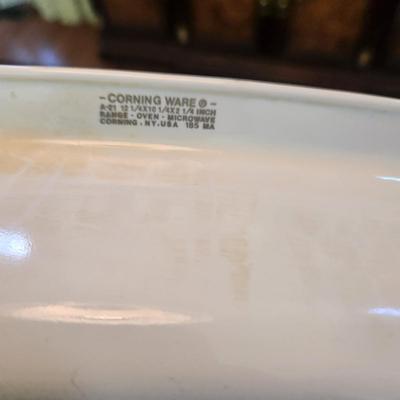 - CORNING WARE ® -
A-21 12 1/4X10 1/4X2 1/4 INCH
RANGE - OVEN - MICROWAVE
CORNING . NY. USA 185 MA